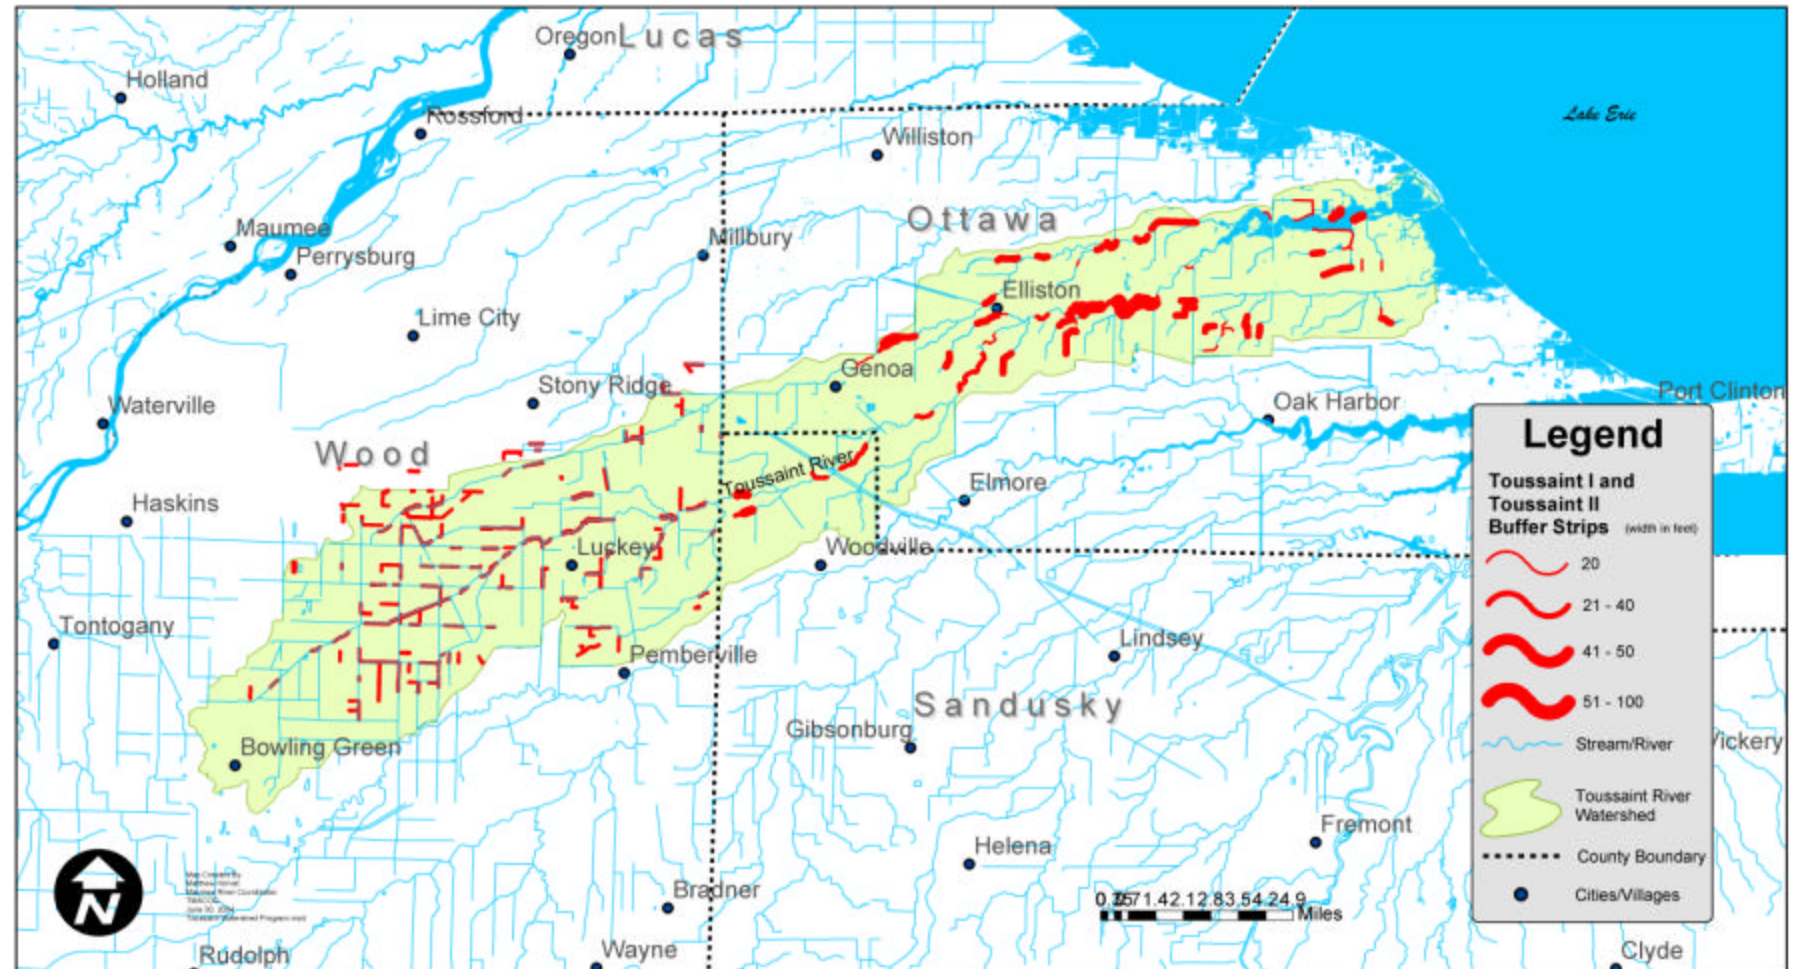 Oregon
Lucas
Holland
Lake Erie
Rossford
Williston
Ottawa
Maumee
Millbury
Perrysburg
Elliston
Lime City
Genoa
Stony Ridge
Port Clinton
Waterville
Oak Harbor
Wood
Toussaint River
Elmore
Haskins
Luckey
Woodville
Tontogany
Pemberville
Lindsey
Sandusky
Gibsonburg
Bowling Green
Vickery
Fremont
Helena
Bradner
Miles
Rudolph
Wayne
Clyde
N
Legend
Toussaint I and
Toussaint II
Buffer Strips (width in feet)
20
21 - 40
41 - 50
51 - 100
Stream/River
Toussaint River
Watershed
County Boundary
Cities/Villages